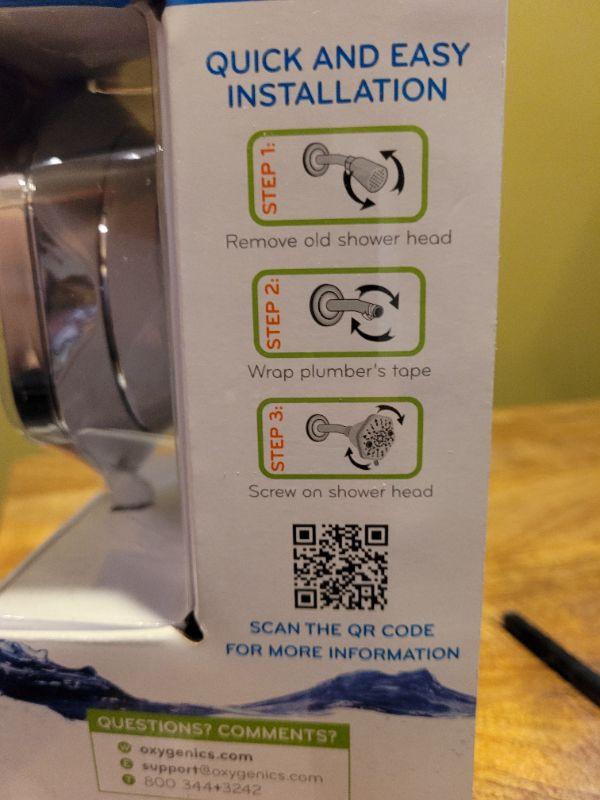 QUICK AND EASY
INSTALLATION
STEP 1:
Remove old shower head
STEP 2:
Wrap plumber's tape
STEP 3:
Screw on shower head
SCAN THE QR CODE
FOR MORE INFORMATION
QUESTIONS? COMMENTS?
W oxygenics.com
E support@oxygenics.com
T 800 344•3242